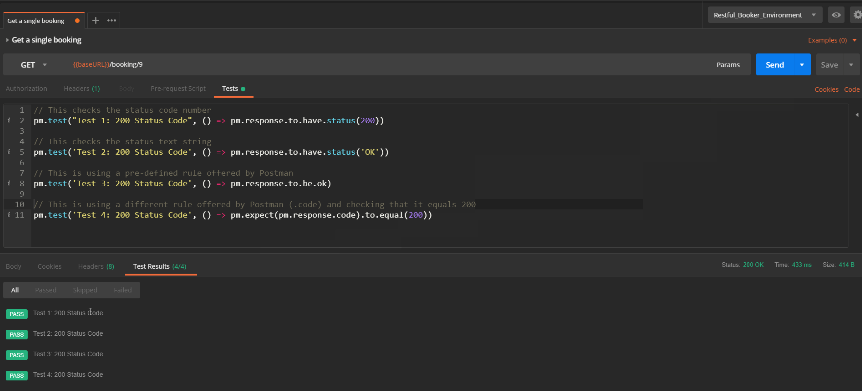 Get a single booking
Restful_Booker_Environment
Get a single booking
Examples (0)
GET
{{baseURL}}/booking/9
Params
Send
Save
Authorization
Headers (1)
Body
Pre-request Script
Tests
Cookies
Code
1 // This checks the status code number
2 pm.test("Test 1: 200 Status Code", () => pm.response.to.have.status(200))
3
4 // This checks the status text string
5 pm.test('Test 2: 200 Status Code', () => pm.response.to.have.status('OK'))
6
7 // This is using a pre-defined rule offered by Postman
8 pm.test('Test 3: 200 Status Code', () => pm.response.to.be.ok)
9
10 // This is using a different rule offered by Postman (.code) and checking that it equals 200
11 pm.test('Test 4: 200 Status Code', () => pm.expect(pm.response.code).to.equal(200))
Body
Cookies
Headers (8)
Test Results (4/4)
Status: 200 OK
Time: 433 ms
Size: 414 B
All
Passed
Skipped
Failed
PASS Test 1: 200 Status Code
PASS Test 2: 200 Status Code
PASS Test 3: 200 Status Code
PASS Test 4: 200 Status Code